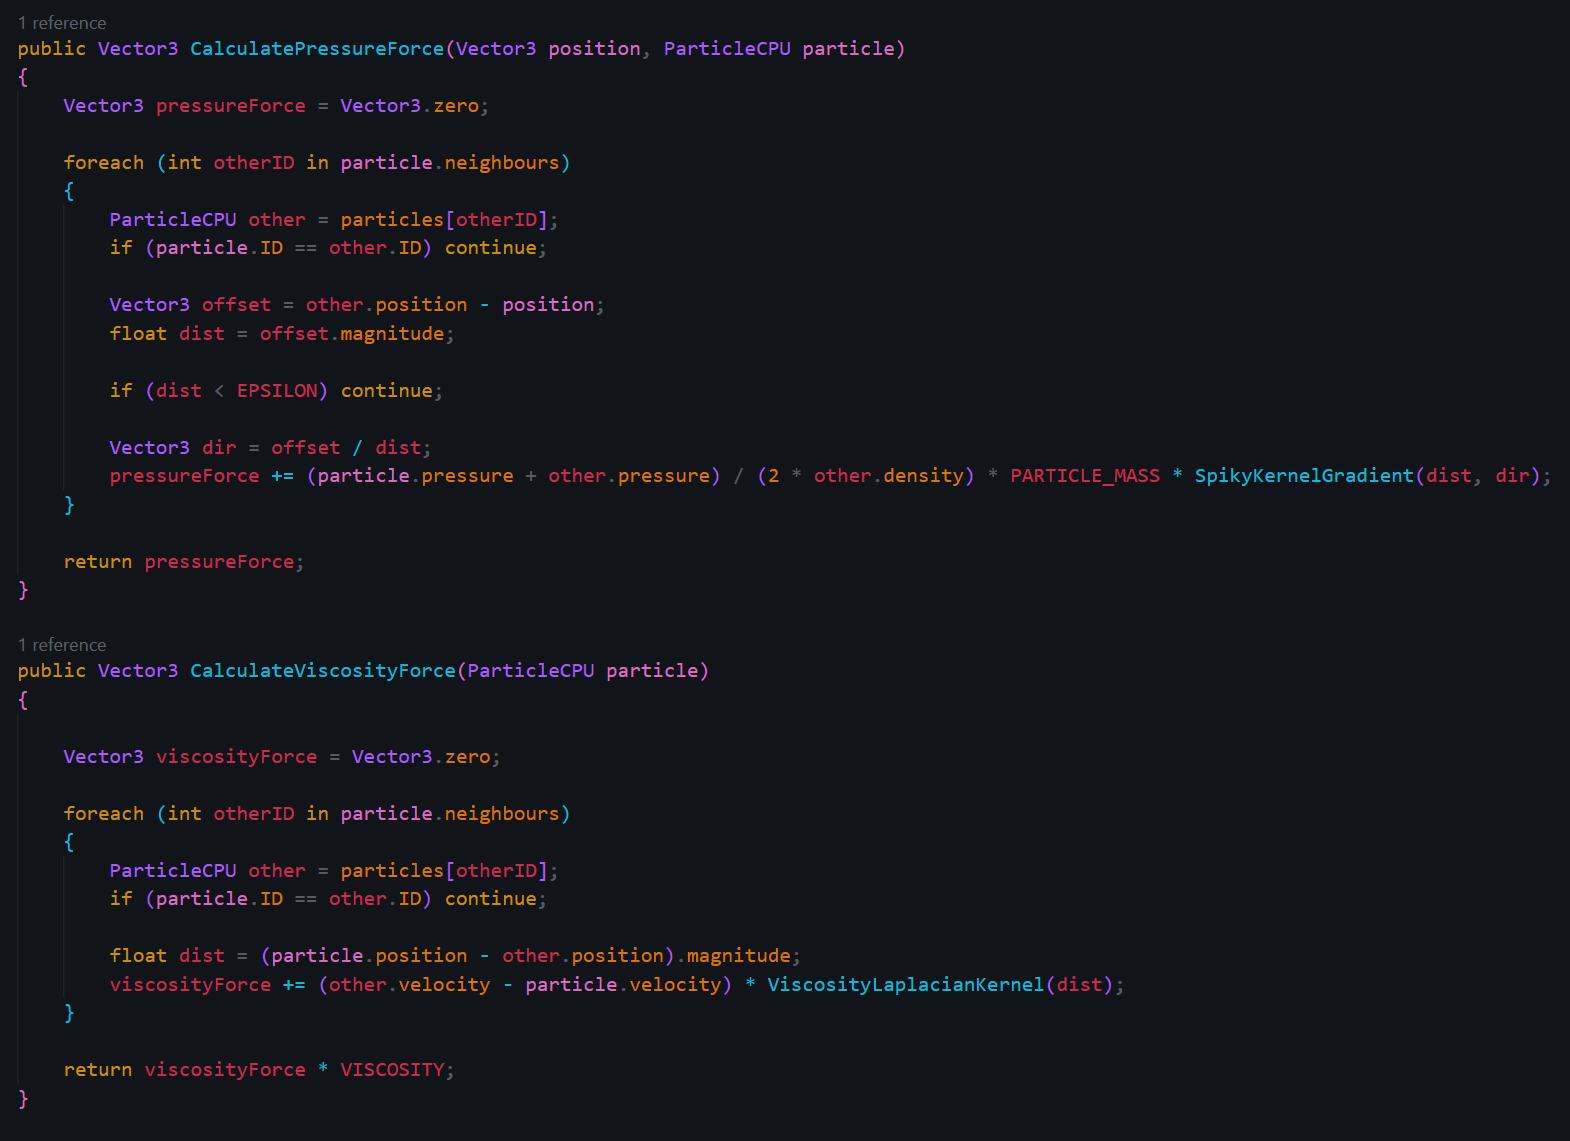 1 reference
public Vector3 CalculatePressureForce(Vector3 position, ParticleCPU particle)
{
    Vector3 pressureForce = Vector3.zero;

    foreach (int otherID in particle.neighbours)
    {
        ParticleCPU other = particles[otherID];
        if (particle.ID == other.ID) continue;

        Vector3 offset = other.position - position;
        float dist = offset.magnitude;

        if (dist < EPSILON) continue;

        Vector3 dir = offset / dist;
        pressureForce += (particle.pressure + other.pressure) / (2 * other.density) * PARTICLE_MASS * SpikyKernelGradient(dist, dir);
    }

    return pressureForce;
}

1 reference
public Vector3 CalculateViscosityForce(ParticleCPU particle)
{

    Vector3 viscosityForce = Vector3.zero;

    foreach (int otherID in particle.neighbours)
    {
        ParticleCPU other = particles[otherID];
        if (particle.ID == other.ID) continue;

        float dist = (particle.position - other.position).magnitude;
        viscosityForce += (other.velocity - particle.velocity) * ViscosityLaplacianKernel(dist);
    }

    return viscosityForce * VISCOSITY;
}